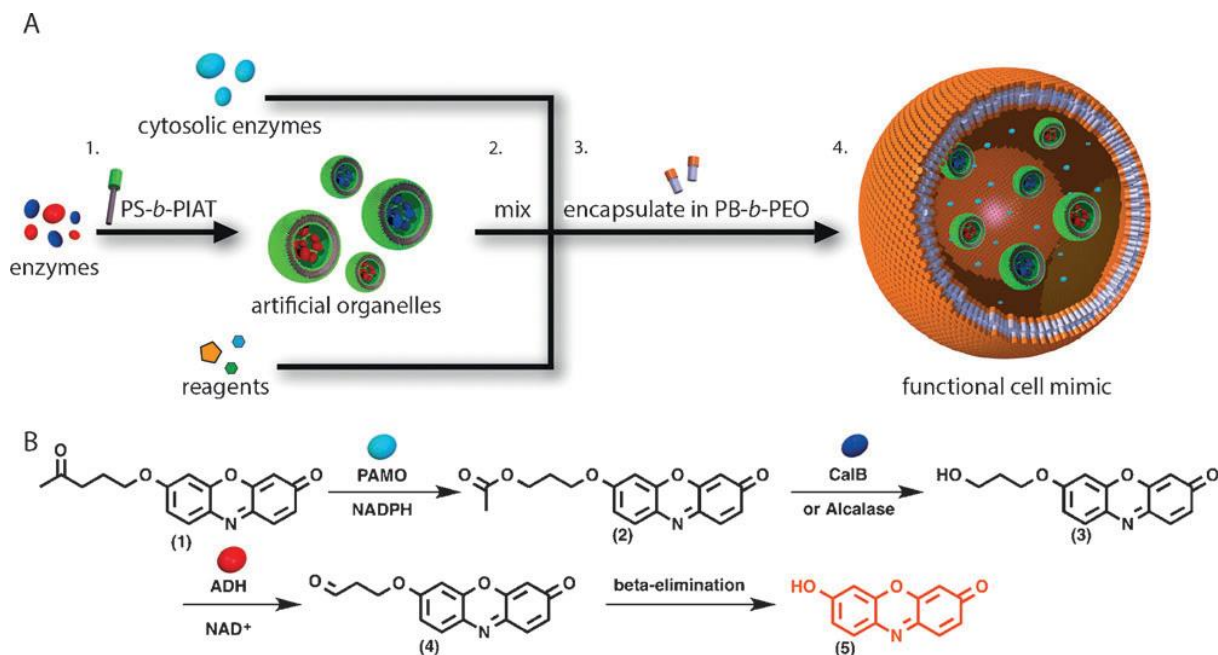 A
cytosolic enzymes
1.
2.
3.
4.
PS-b-PIAT
mix
encapsulate in PB-b-PEO
enzymes
artificial organelles
reagents
functional cell mimic
B
O
O
O
O
N
(1)
PAMO
NADPH
O
O
O
O
O
N
(2)
CalB
or Alcalase
HO
O
O
O
N
(3)
ADH
NAD+
O
O
O
O
N
(4)
beta-elimination
HO
O
O
N
(5)